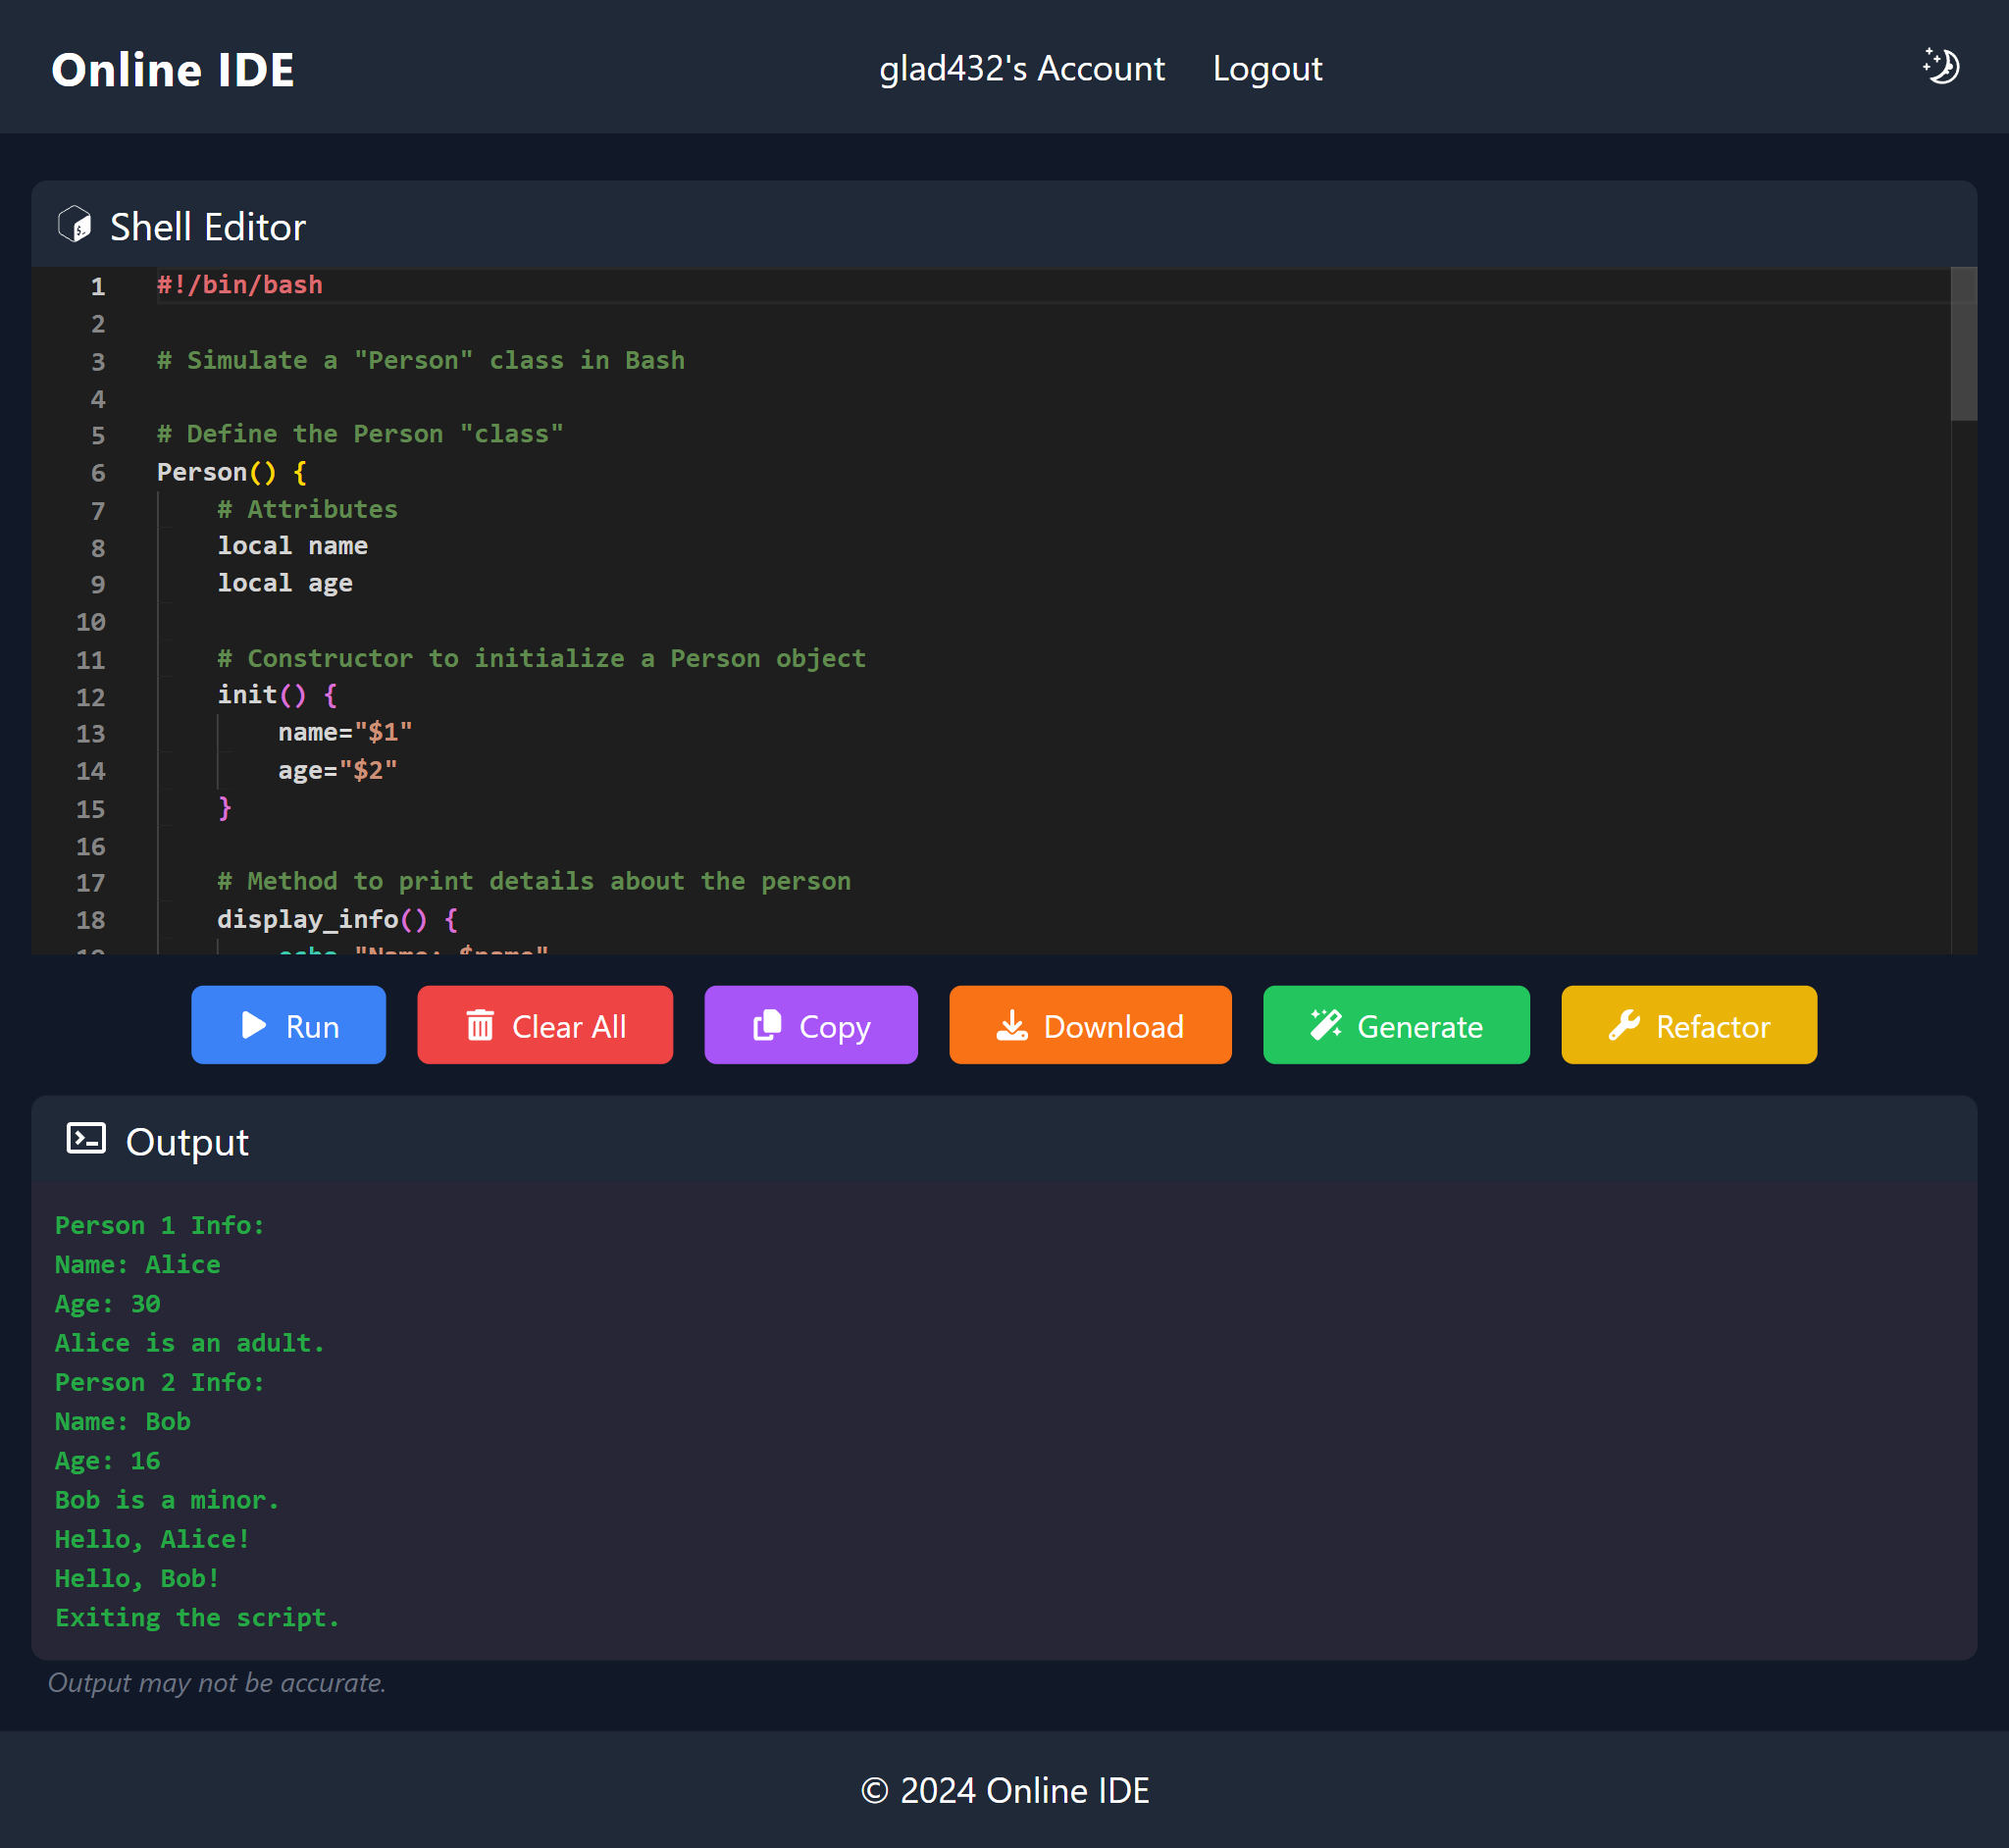 Online IDE
glad432's Account Logout
Shell Editor
1 #!/bin/bash
2
3 # Simulate a "Person" class in Bash
4
5 # Define the Person "class"
6 Person() {
7     # Attributes
8     local name
9     local age
10
11     # Constructor to initialize a Person object
12     init() {
13         name="$1"
14         age="$2"
15     }
16
17     # Method to print details about the person
18     display_info() {
19         echo "Name: $name"
Run Clear All Copy Download Generate Refactor
Output
Person 1 Info:
Name: Alice
Age: 30
Alice is an adult.
Person 2 Info:
Name: Bob
Age: 16
Bob is a minor.
Hello, Alice!
Hello, Bob!
Exiting the script.
Output may not be accurate.
© 2024 Online IDE